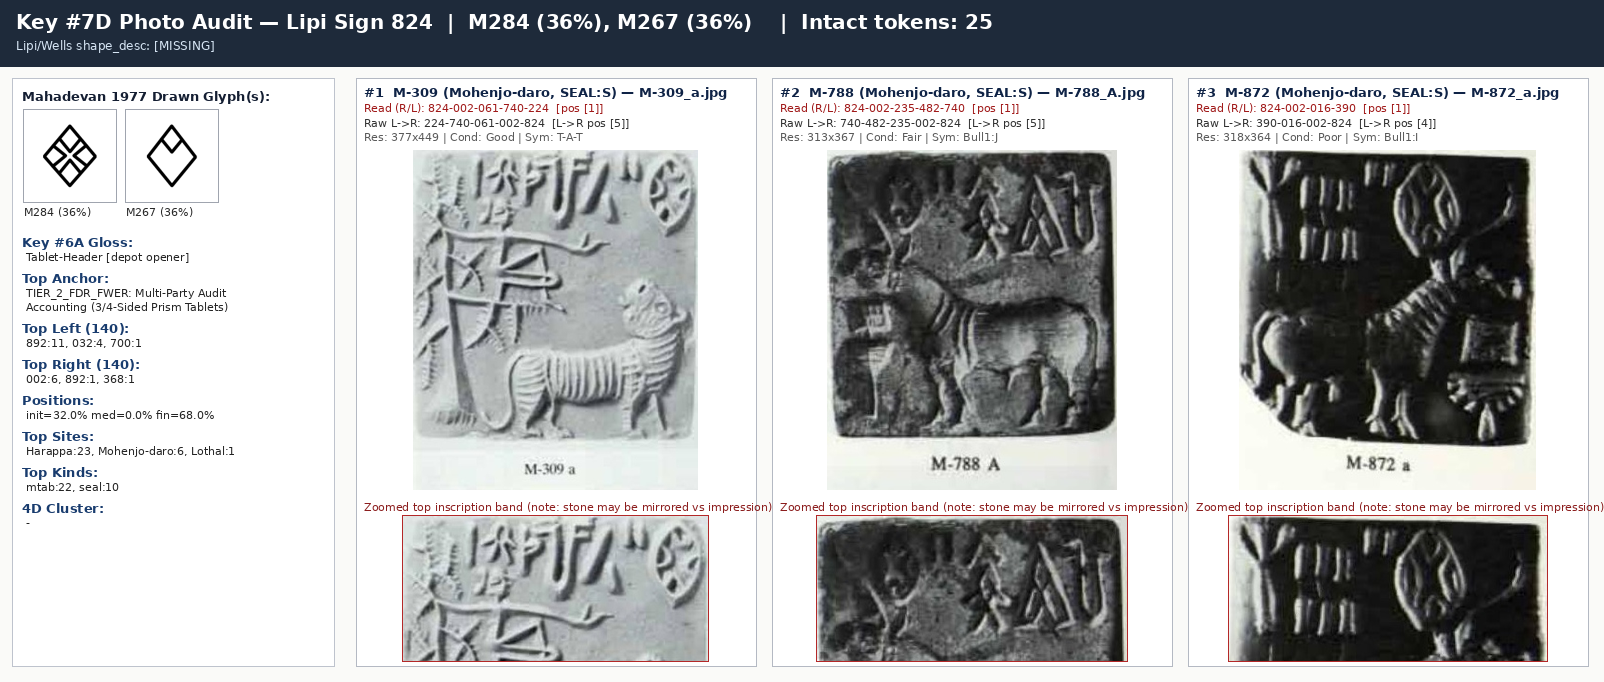 Key #7D Photo Audit — Lipi Sign 824 | M284 (36%), M267 (36%) | Intact tokens: 25
Lipi/Wells shape_desc: [MISSING]
Mahadevan 1977 Drawn Glyph(s):
M284 (36%) M267 (36%)
Key #6A Gloss:
Tablet-Header [depot opener]
Top Anchor:
TIER_2_FDR_FWER: Multi-Party Audit
Accounting (3/4-Sided Prism Tablets)
Top Left (140):
892:11, 032:4, 700:1
Top Right (140):
002:6, 892:1, 368:1
Positions:
init=32.0% med=0.0% fin=68.0%
Top Sites:
Harappa:23, Mohenjo-daro:6, Lothal:1
Top Kinds:
mtab:22, seal:10
4D Cluster:
-
#1 M-309 (Mohenjo-daro, SEAL:S) — M-309_a.jpg
Read (R/L): 824-002-061-740-224 [pos [1]]
Raw L->R: 224-740-061-002-824 [L->R pos [5]]
Res: 377x449 | Cond: Good | Sym: T-A-T
M-309 a
Zoomed top inscription band (note: stone may be mirrored vs impression)
#2 M-788 (Mohenjo-daro, SEAL:S) — M-788_A.jpg
Read (R/L): 824-002-235-482-740 [pos [1]]
Raw L->R: 740-482-235-002-824 [L->R pos [5]]
Res: 313x367 | Cond: Fair | Sym: Bull1:J
M-788 A
Zoomed top inscription band (note: stone may be mirrored vs impression)
#3 M-872 (Mohenjo-daro, SEAL:S) — M-872_a.jpg
Read (R/L): 824-002-016-390 [pos [1]]
Raw L->R: 390-016-002-824 [L->R pos [4]]
Res: 318x364 | Cond: Poor | Sym: Bull1:I
M-872 a
Zoomed top inscription band (note: stone may be mirrored vs impression)